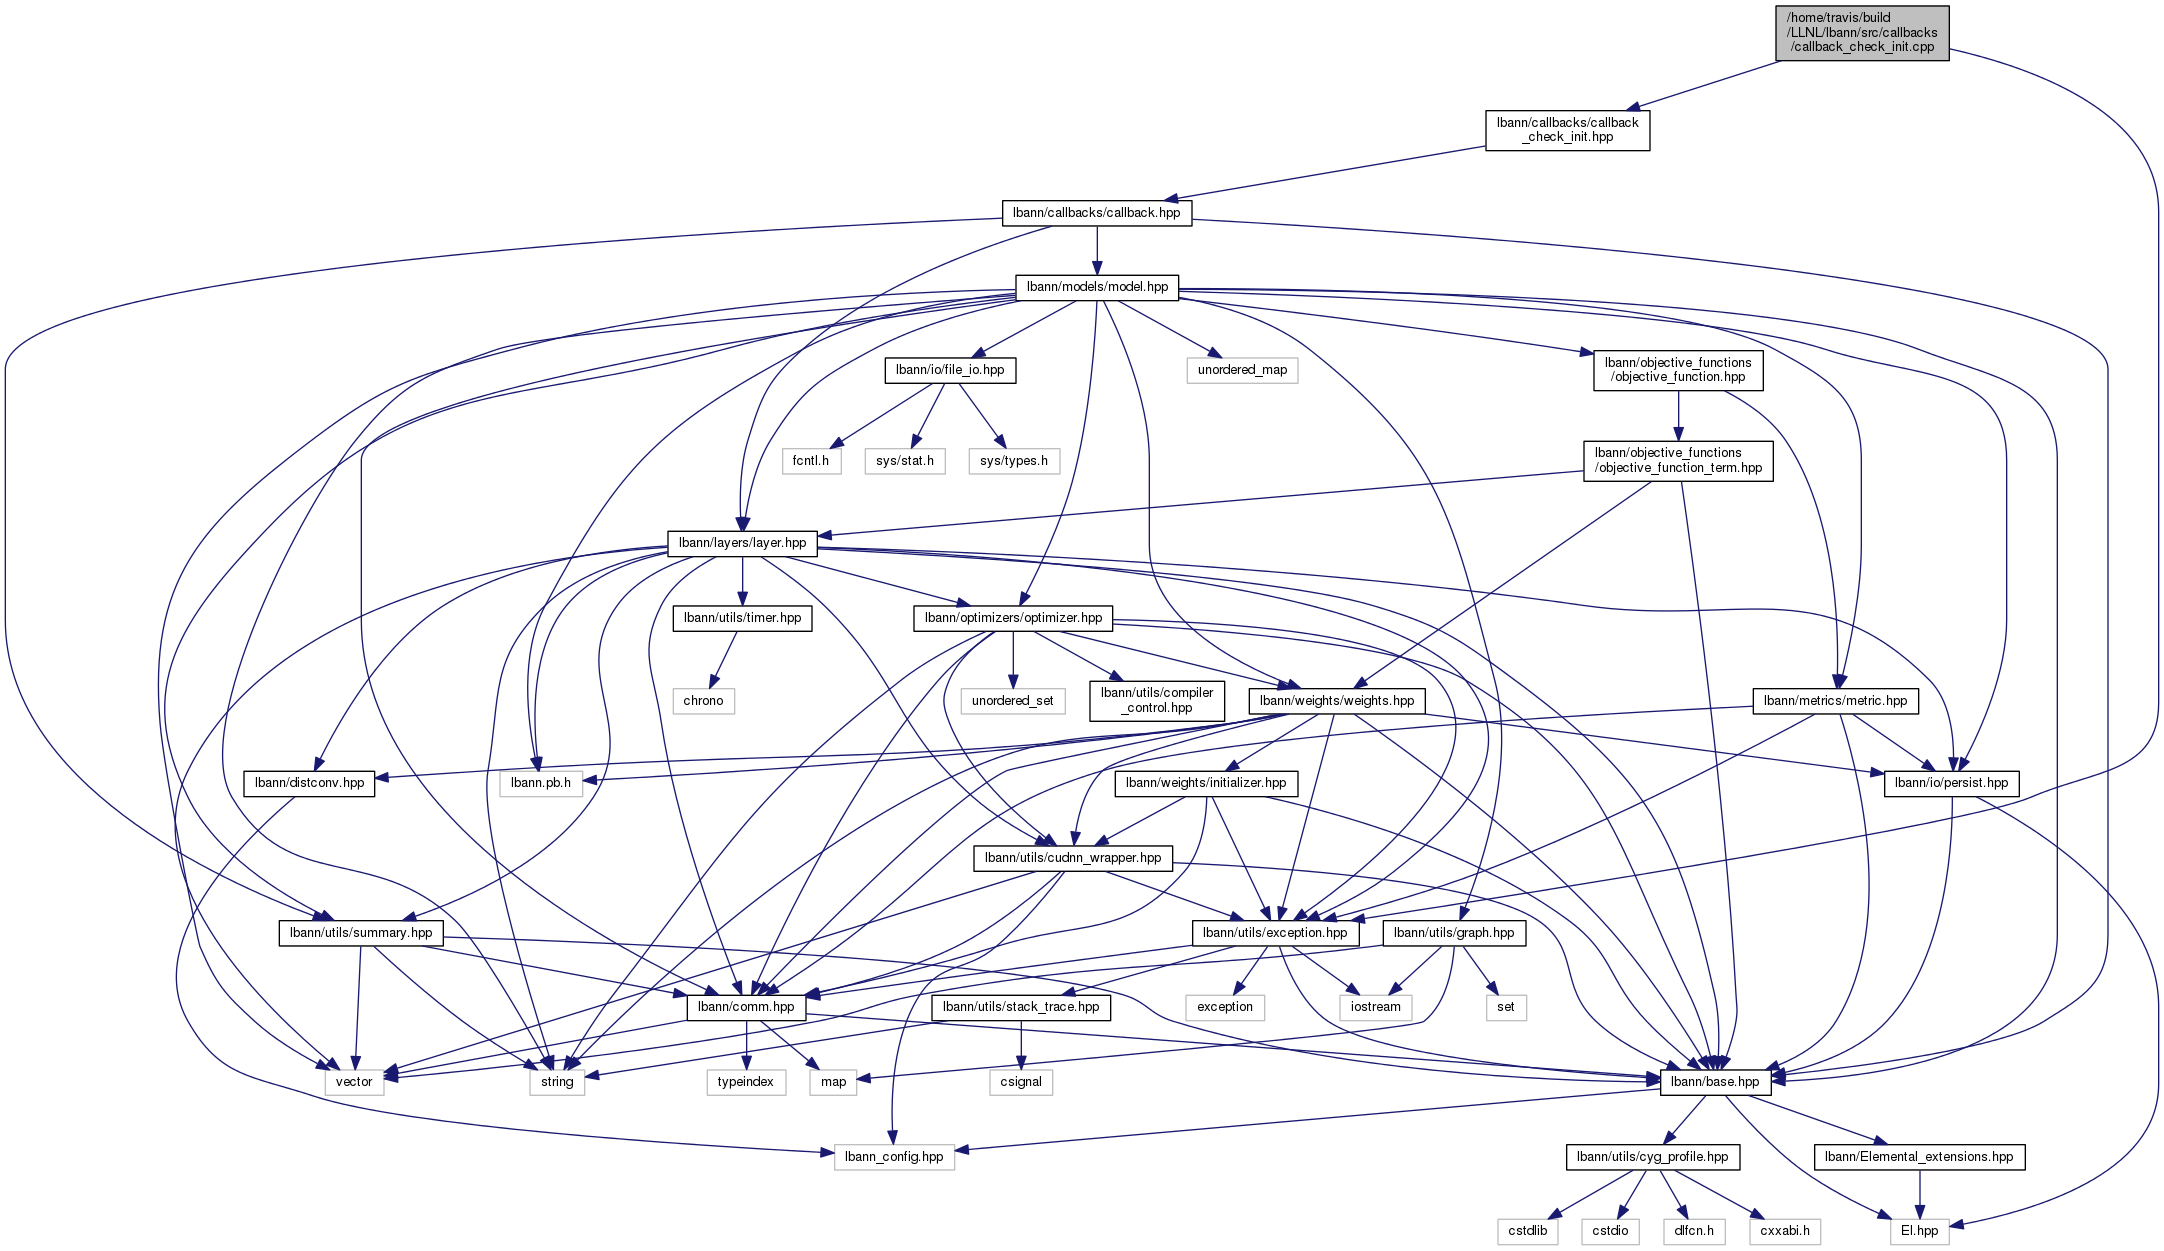 /home/travis/build
/LLNL/lbann/src/callbacks
/callback_check_init.cpp
lbann/callbacks/callback
_check_init.hpp
lbann/callbacks/callback.hpp
lbann/models/model.hpp
lbann/io/file_io.hpp
unordered_map
lbann/objective_functions
/objective_function.hpp
fcntl.h
sys/stat.h
sys/types.h
lbann/objective_functions
/objective_function_term.hpp
lbann/layers/layer.hpp
lbann/utils/timer.hpp
lbann/optimizers/optimizer.hpp
chrono
unordered_set
lbann/utils/compiler
_control.hpp
lbann/weights/weights.hpp
lbann/metrics/metric.hpp
lbann/distconv.hpp
lbann.pb.h
lbann/weights/initializer.hpp
lbann/io/persist.hpp
lbann/utils/cudnn_wrapper.hpp
lbann/utils/summary.hpp
lbann/utils/exception.hpp
lbann/utils/graph.hpp
lbann/comm.hpp
lbann/utils/stack_trace.hpp
exception
iostream
set
vector
string
typeindex
map
csignal
lbann/base.hpp
lbann_config.hpp
lbann/utils/cyg_profile.hpp
lbann/Elemental_extensions.hpp
cstdlib
cstdio
dlfcn.h
cxxabi.h
El.hpp